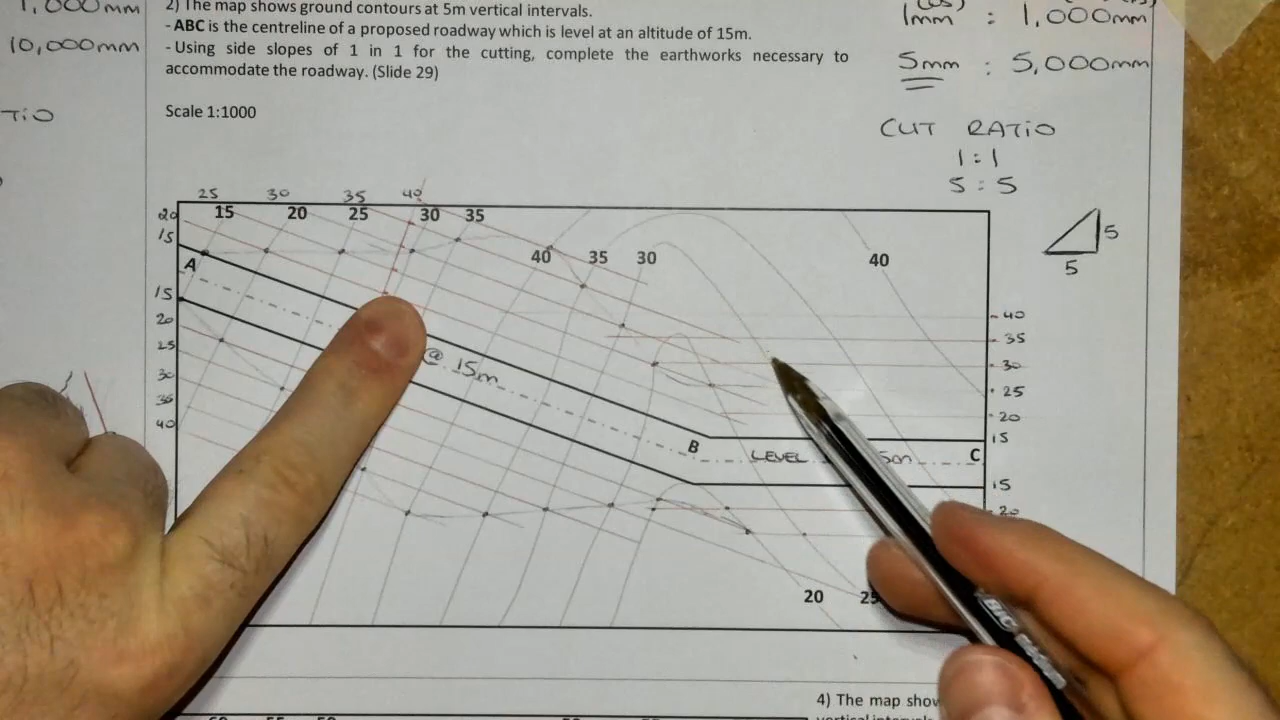 1,000mm
10,000mm
TiO
2) The map shows ground contours at 5m vertical intervals.
- ABC is the centreline of a proposed roadway which is level at an altitude of 15m.
- Using side slopes of 1 in 1 for the cutting, complete the earthworks necessary to
accommodate the roadway. (Slide 29)
Scale 1:1000
1mm : 1,000mm
5mm : 5,000mm
CUT RATiO
1:1
5:5
5
5
25 30 35 40
20 15 20 25 30 35
15
40 35 30 40
A
15
20
25
30
35
40
@ 15m
B
LEVEL
C
40
35
30
25
20
15
15
20
20 25
4) The map